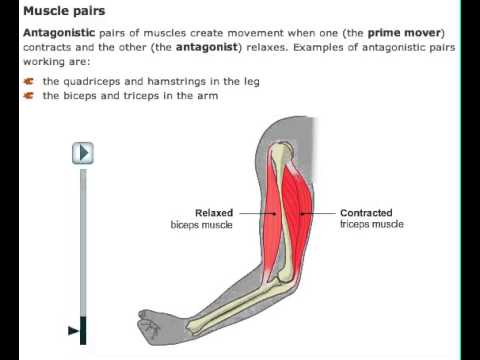 Muscle pairs
Antagonistic pairs of muscles create movement when one (the prime mover)
contracts and the other (the antagonist) relaxes. Examples of antagonistic pairs
working are:
the quadriceps and hamstrings in the leg
the biceps and triceps in the arm
Relaxed
biceps muscle
Contracted
triceps muscle